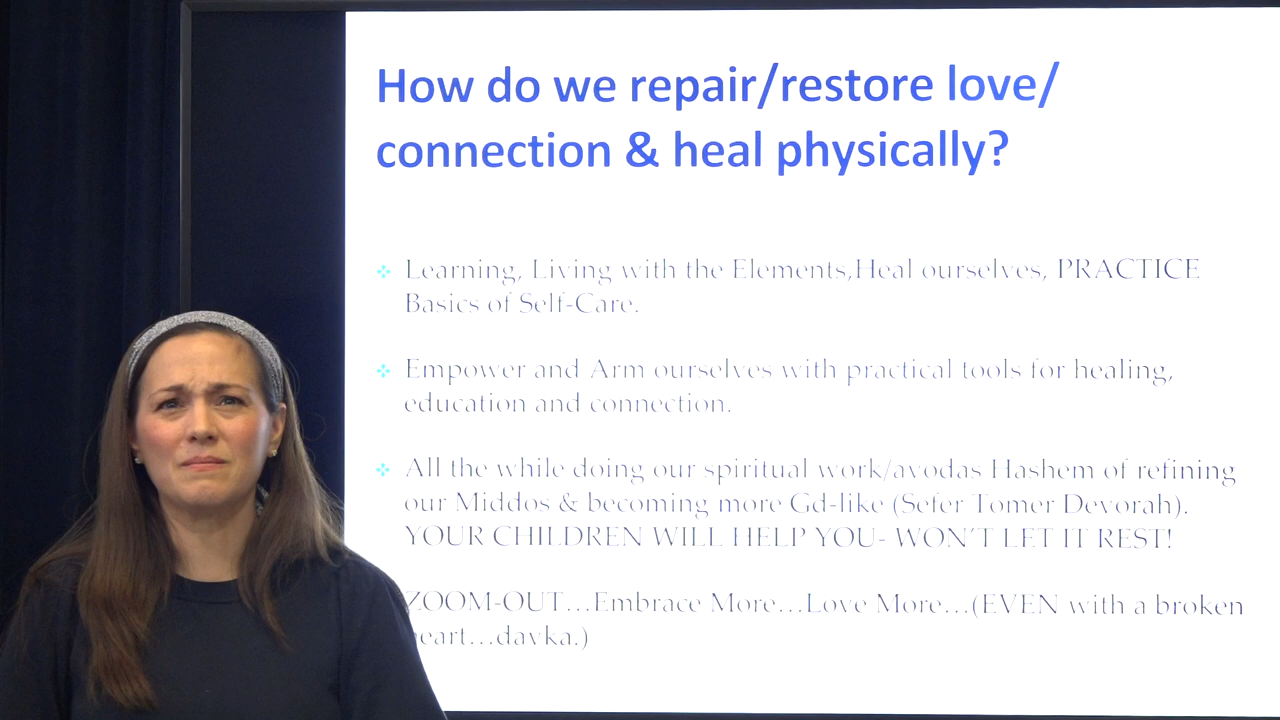 How do we repair/restore love/
connection & heal physically?
Learning, Living with the Elements,Heal ourselves, PRACTICE
Basics of Self-Care.
Empower and Arm ourselves with practical tools for healing,
education and connection.
All the while doing our spiritual work/avodas Hashem of refining
our Middos & becoming more Gd-like (Sefer Tomer Devorah).
YOUR CHILDREN WILL HELP YOU- WON'T LET IT REST!
ZOOM-OUT...Embrace More...Love More...(EVEN with a broken
heart...davka.)